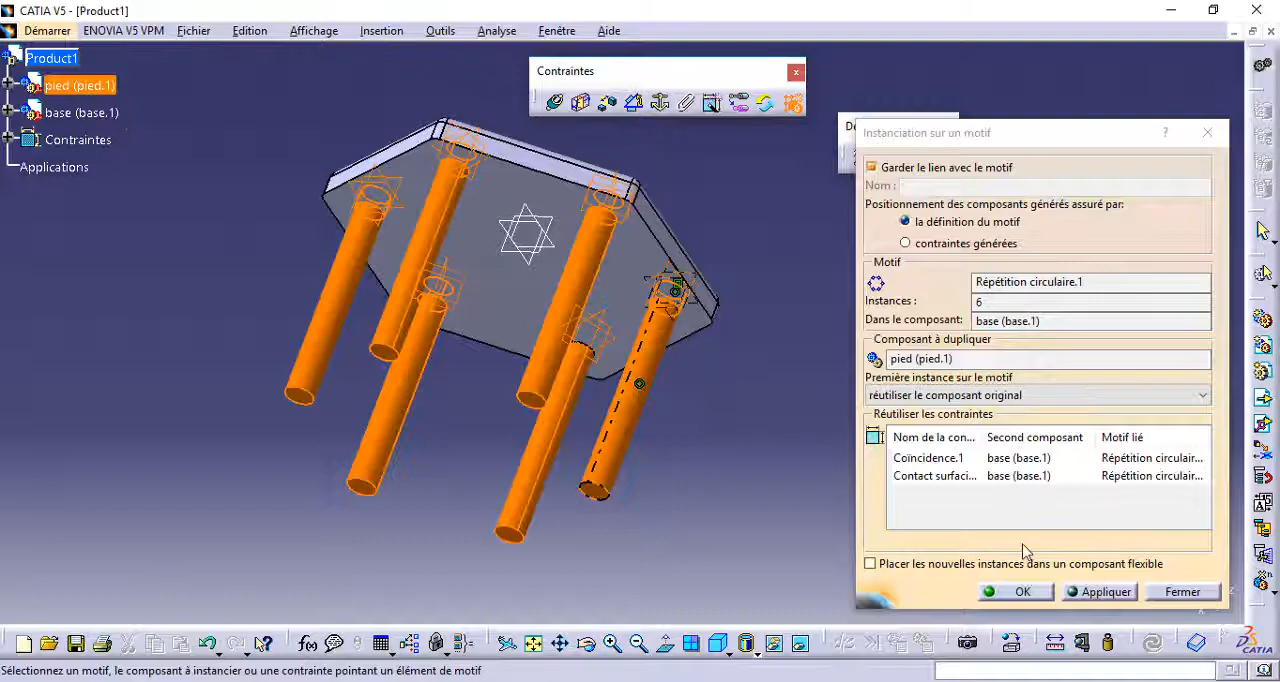 CATIA V5 - [Product1]
Démarrer ENOVIA V5 VPM Fichier Edition Affichage Insertion Outils Analyse Fenêtre Aide
Product1
pied (pied.1)
base (base.1)
Contraintes
Applications
Contraintes
Instanciation sur un motif
Garder le lien avec le motif
Nom :
Positionnement des composants générés assuré par:
la définition du motif
contraintes générées
Motif
Répétition circulaire.1
Instances : 6
Dans le composant: base (base.1)
Composant à dupliquer
pied (pied.1)
Première instance sur le motif
réutiliser le composant original
Réutiliser les contraintes
Nom de la con... Second composant Motif lié
Coïncidence.1 base (base.1) Répétition circulair...
Contact surfaci... base (base.1) Répétition circulair...
Placer les nouvelles instances dans un composant flexible
OK Appliquer Fermer
f(x)
CATIA
Sélectionnez un motif, le composant à instancier ou une contrainte pointant un élément de motif